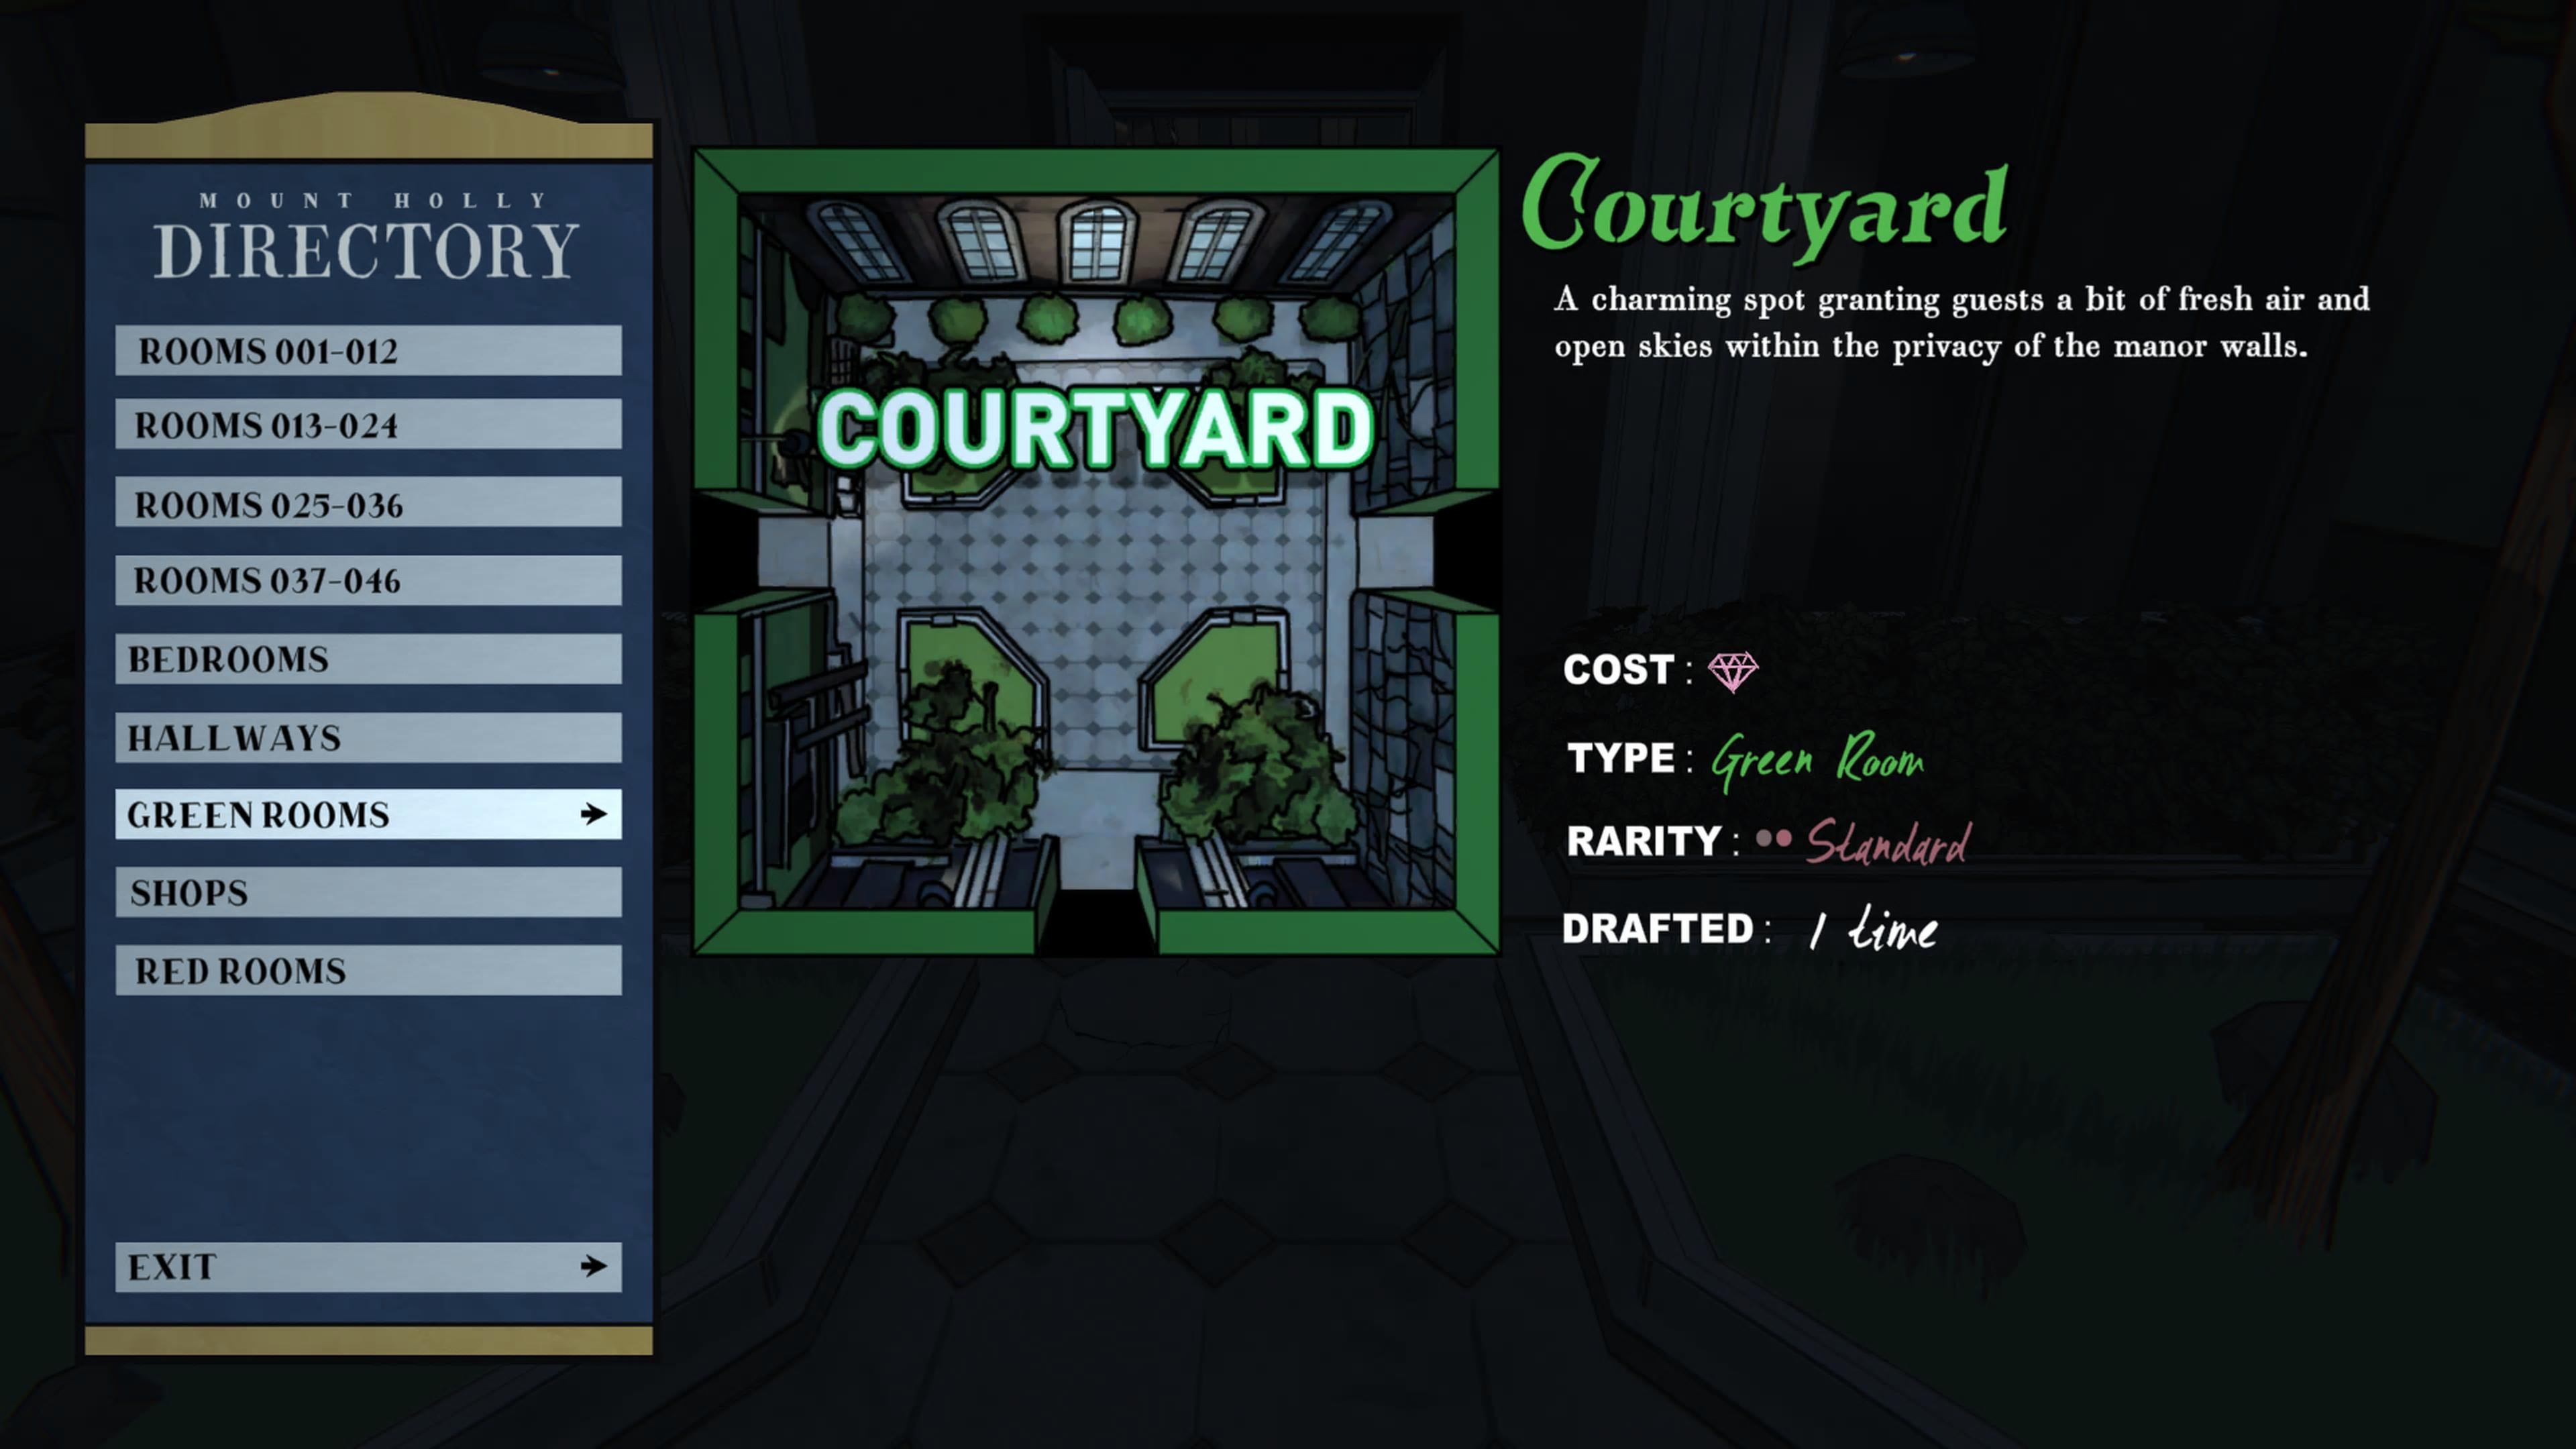 MOUNT HOLLY
DIRECTORY
ROOMS 001-012
ROOMS 013-024
ROOMS 025-036
ROOMS 037-046
BEDROOMS
HALLWAYS
GREEN ROOMS
SHOPS
RED ROOMS
EXIT
COURTYARD
Courtyard
A charming spot granting guests a bit of fresh air and
open skies within the privacy of the manor walls.
COST :
TYPE : Green Room
RARITY : Standard
DRAFTED : 1 time